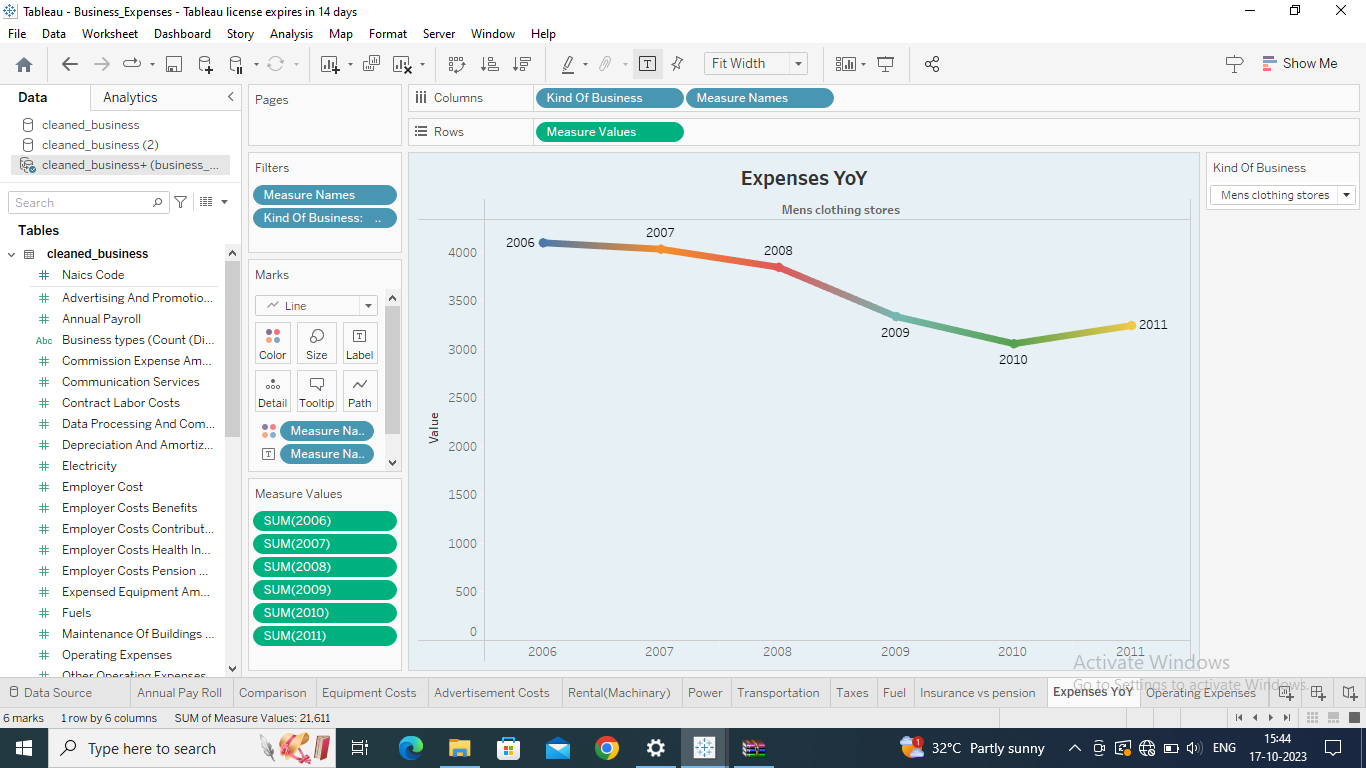 Tableau - Business_Expenses - Tableau license expires in 14 days
File Data Worksheet Dashboard Story Analysis Map Format Server Window Help
Fit Width
Show Me
Data Analytics
cleaned_business
cleaned_business (2)
cleaned_business+ (business_...
Search
Tables
cleaned_business
Naics Code
Advertising And Promotio...
Annual Payroll
Abc Business types (Count (Di...
Commission Expense Am...
Communication Services
Contract Labor Costs
Data Processing And Com...
Depreciation And Amortiz...
Electricity
Employer Cost
Employer Costs Benefits
Employer Costs Contribut...
Employer Costs Health In...
Employer Costs Pension ...
Expensed Equipment Am...
Fuels
Maintenance Of Buildings ...
Operating Expenses
Other Operating Expenses
Pages
Filters
Measure Names
Kind Of Business: ..
Marks
Line
Color Size Label
Detail Tooltip Path
Measure Na..
Measure Na..
Measure Values
SUM(2006)
SUM(2007)
SUM(2008)
SUM(2009)
SUM(2010)
SUM(2011)
Columns Kind Of Business Measure Names
Rows Measure Values
Expenses YoY
Mens clothing stores
4000
3500
3000
2500
2000
1500
1000
500
0
Value
2006
2007
2008
2009
2010
2011
2006 2007 2008 2009 2010 2011
Kind Of Business
Mens clothing stores
Activate Windows
Go to Settings to activate Windows.
Data Source Annual Pay Roll Comparison Equipment Costs Advertisement Costs Rental(Machinary) Power Transportation Taxes Fuel Insurance vs pension Expenses YoY Operating Expenses
6 marks 1 row by 6 columns SUM of Measure Values: 21,611
Type here to search
1
32°C Partly sunny
ENG
15:44
17-10-2023